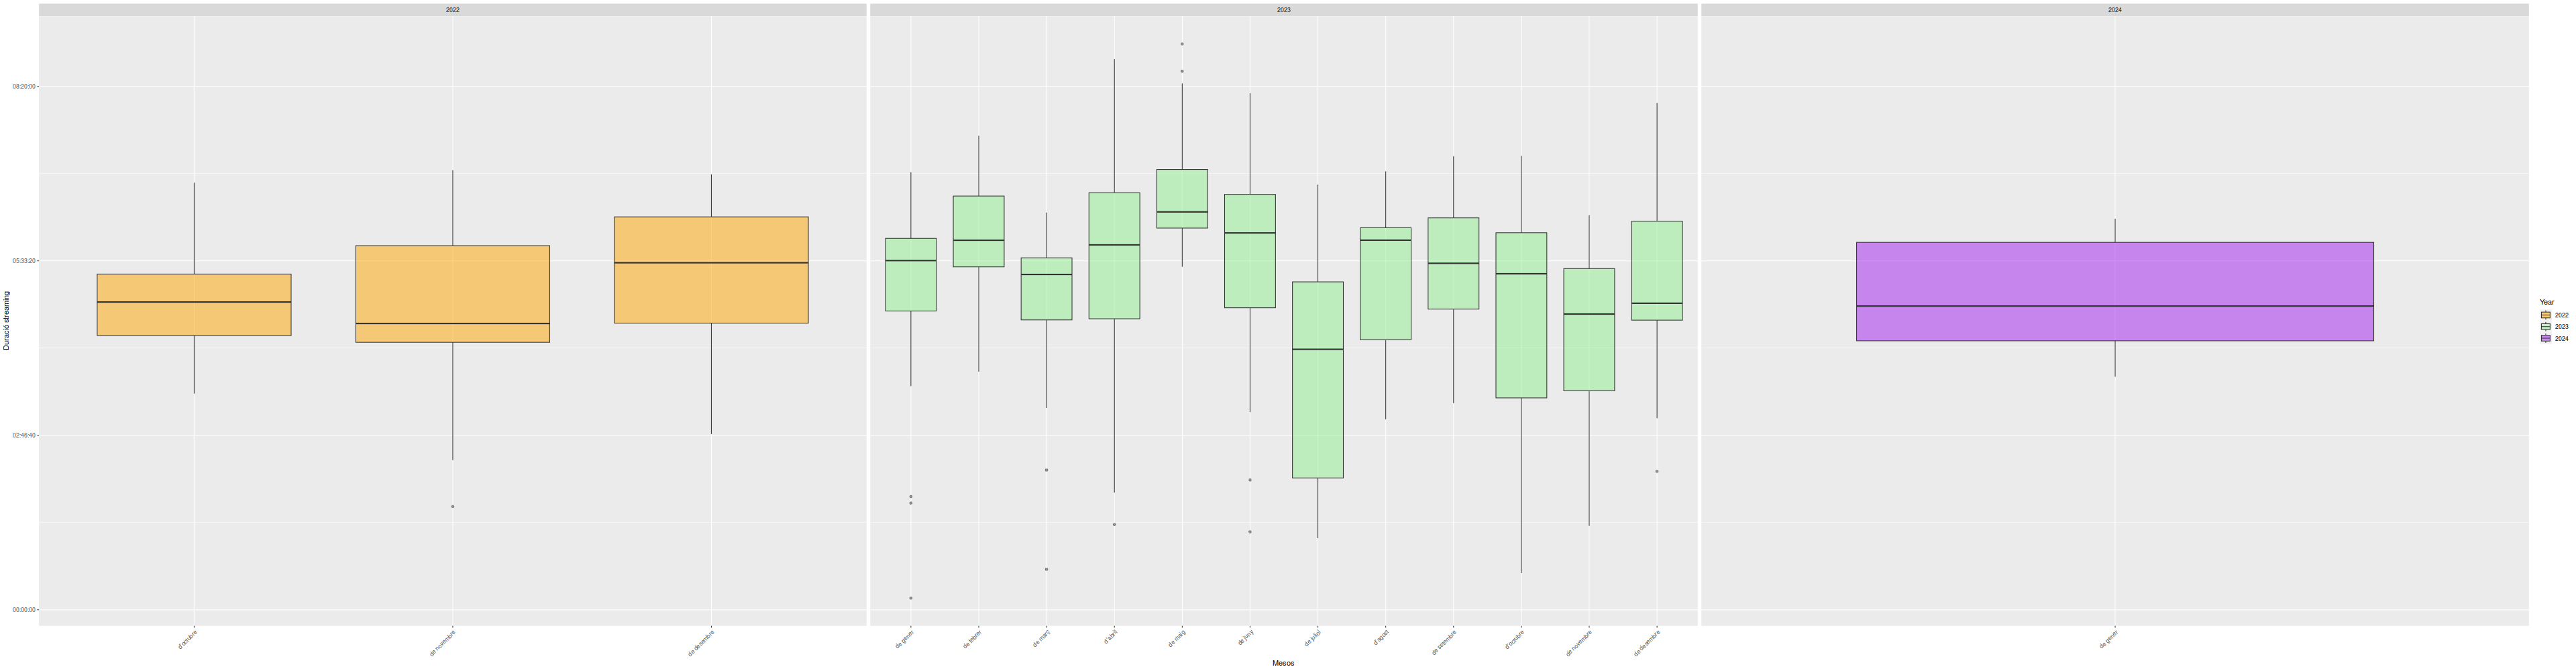 2022
2023
2024
08:20:00
05:33:20
02:46:40
00:00:00
Duració streaming
d'octubre
de novembre
de desembre
de gener
de febrer
de març
d'abril
de maig
de juny
de juliol
d'agost
de setembre
d'octubre
de novembre
de desembre
de gener
Mesos
Year
2022
2023
2024